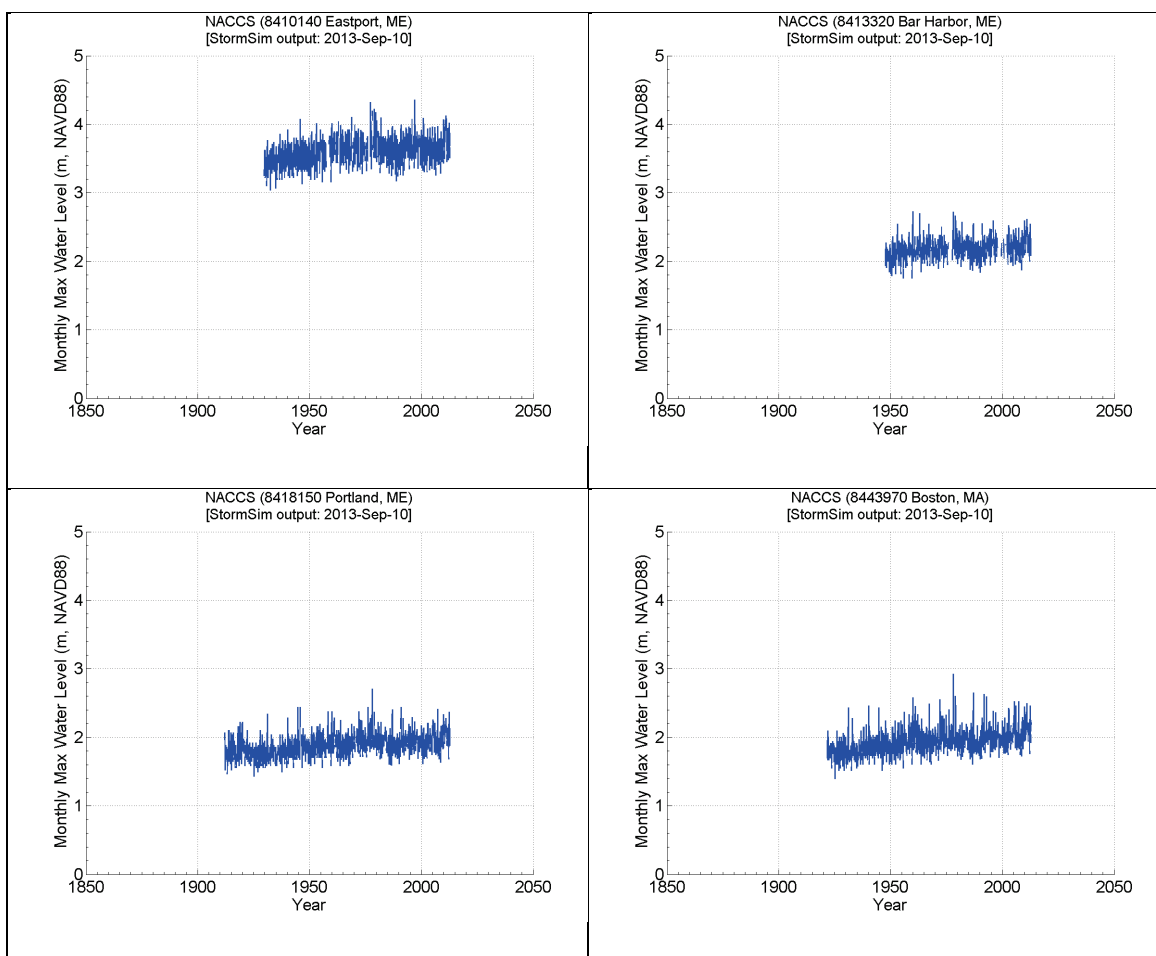 NACCS (8410140 Eastport, ME)
[StormSim output: 2013-Sep-10]
Monthly Max Water Level (m, NAVD88)
5
4
3
2
1
0
1850 1900 1950 2000 2050
Year
NACCS (8413320 Bar Harbor, ME)
[StormSim output: 2013-Sep-10]
Monthly Max Water Level (m, NAVD88)
5
4
3
2
1
0
1850 1900 1950 2000 2050
Year
NACCS (8418150 Portland, ME)
[StormSim output: 2013-Sep-10]
Monthly Max Water Level (m, NAVD88)
5
4
3
2
1
0
1850 1900 1950 2000 2050
Year
NACCS (8443970 Boston, MA)
[StormSim output: 2013-Sep-10]
Monthly Max Water Level (m, NAVD88)
5
4
3
2
1
0
1850 1900 1950 2000 2050
Year